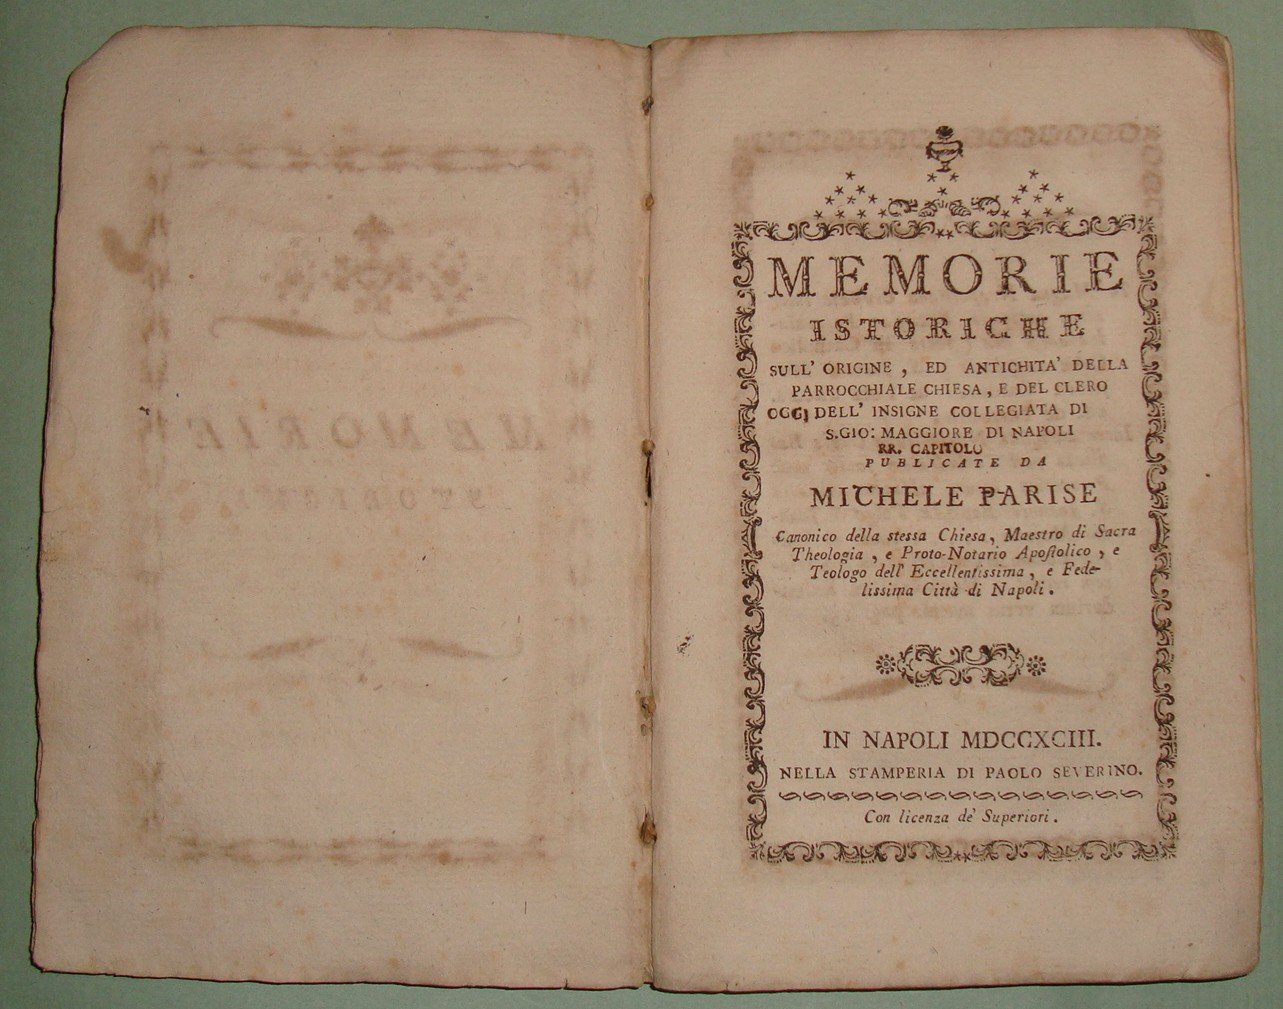 MEMORIE
ISTORICHE
SULL' ORIGINE, ED ANTICHITA' DELLA
PARROCCHIALE CHIESA, E DEL CLERO
OGGI DELL' INSIGNE COLLEGIATA DI
S.GIO: MAGGIORE DI NAPOLI
RR. CAPITOLO
PUBLICATE DA
MICHELE PARISE
Canonico della stessa Chiesa, Maestro di Sacra
Theologia, e Proto-Notario Apoſtolico, e
Teologo dell' Eccellentissima, e Fede-
lissima Città di Napoli.
IN NAPOLI MDCCXCIII.
NELLA STAMPERIA DI PAOLO SEVERINO.
Con licenza de' Superiori.
MEMORIE